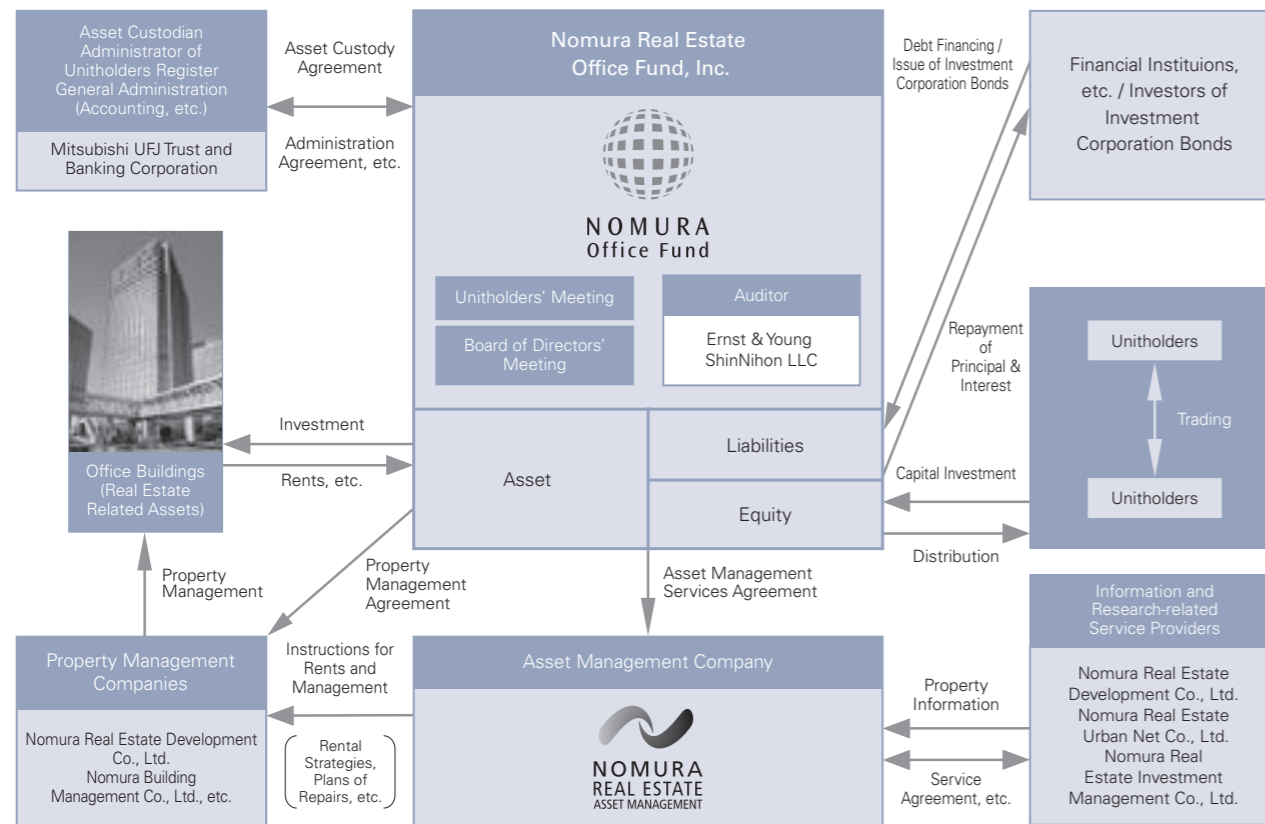 Asset Custodian
Administrator of
Unitholders Register
General Administration
(Accounting, etc.)
Mitsubishi UFJ Trust and
Banking Corporation
Asset Custody
Agreement
Administration
Agreement, etc.
Nomura Real Estate
Office Fund, Inc.
NOMURA
Office Fund
Unitholders' Meeting
Board of Directors'
Meeting
Auditor
Ernst & Young
ShinNihon LLC
Asset
Liabilities
Equity
Debt Financing /
Issue of Investment
Corporation Bonds
Financial Instituions,
etc. / Investors of
Investment
Corporation Bonds
Repayment
of
Principal &
Interest
Unitholders
Trading
Unitholders
Capital Investment
Distribution
Investment
Rents, etc.
Office Buildings
(Real Estate
Related Assets)
Property
Management
Property
Management
Agreement
Asset Management
Services Agreement
Property Management
Companies
Nomura Real Estate Development
Co., Ltd.
Nomura Building
Management Co., Ltd., etc.
Instructions for
Rents and
Management
Rental
Strategies,
Plans of
Repairs, etc.
Asset Management Company
NOMURA
REAL ESTATE
ASSET MANAGEMENT
Property
Information
Service
Agreement, etc.
Information and
Research-related
Service Providers
Nomura Real Estate
Development Co., Ltd.
Nomura Real Estate
Urban Net Co., Ltd.
Nomura Real
Estate Investment
Management Co., Ltd.